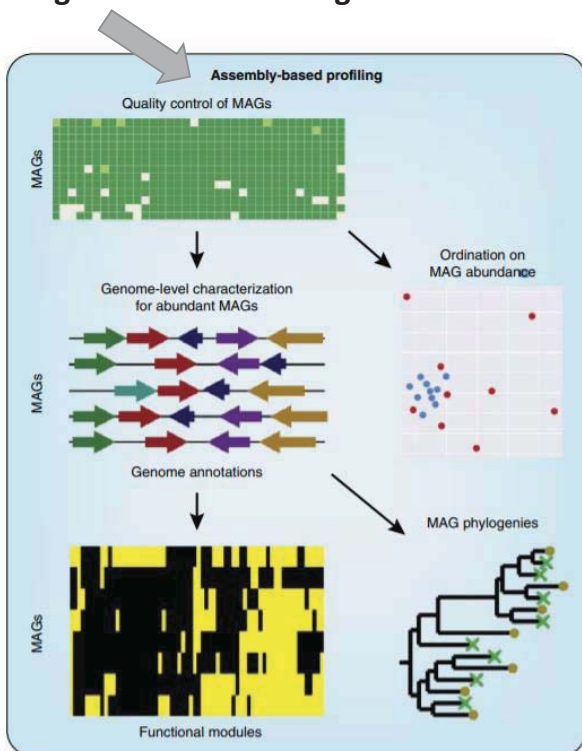 Assembly-based profiling
Quality control of MAGs
MAGs
Ordination on
MAG abundance
Genome-level characterization
for abundant MAGs
MAGs
Genome annotations
MAG phylogenies
MAGs
Functional modules